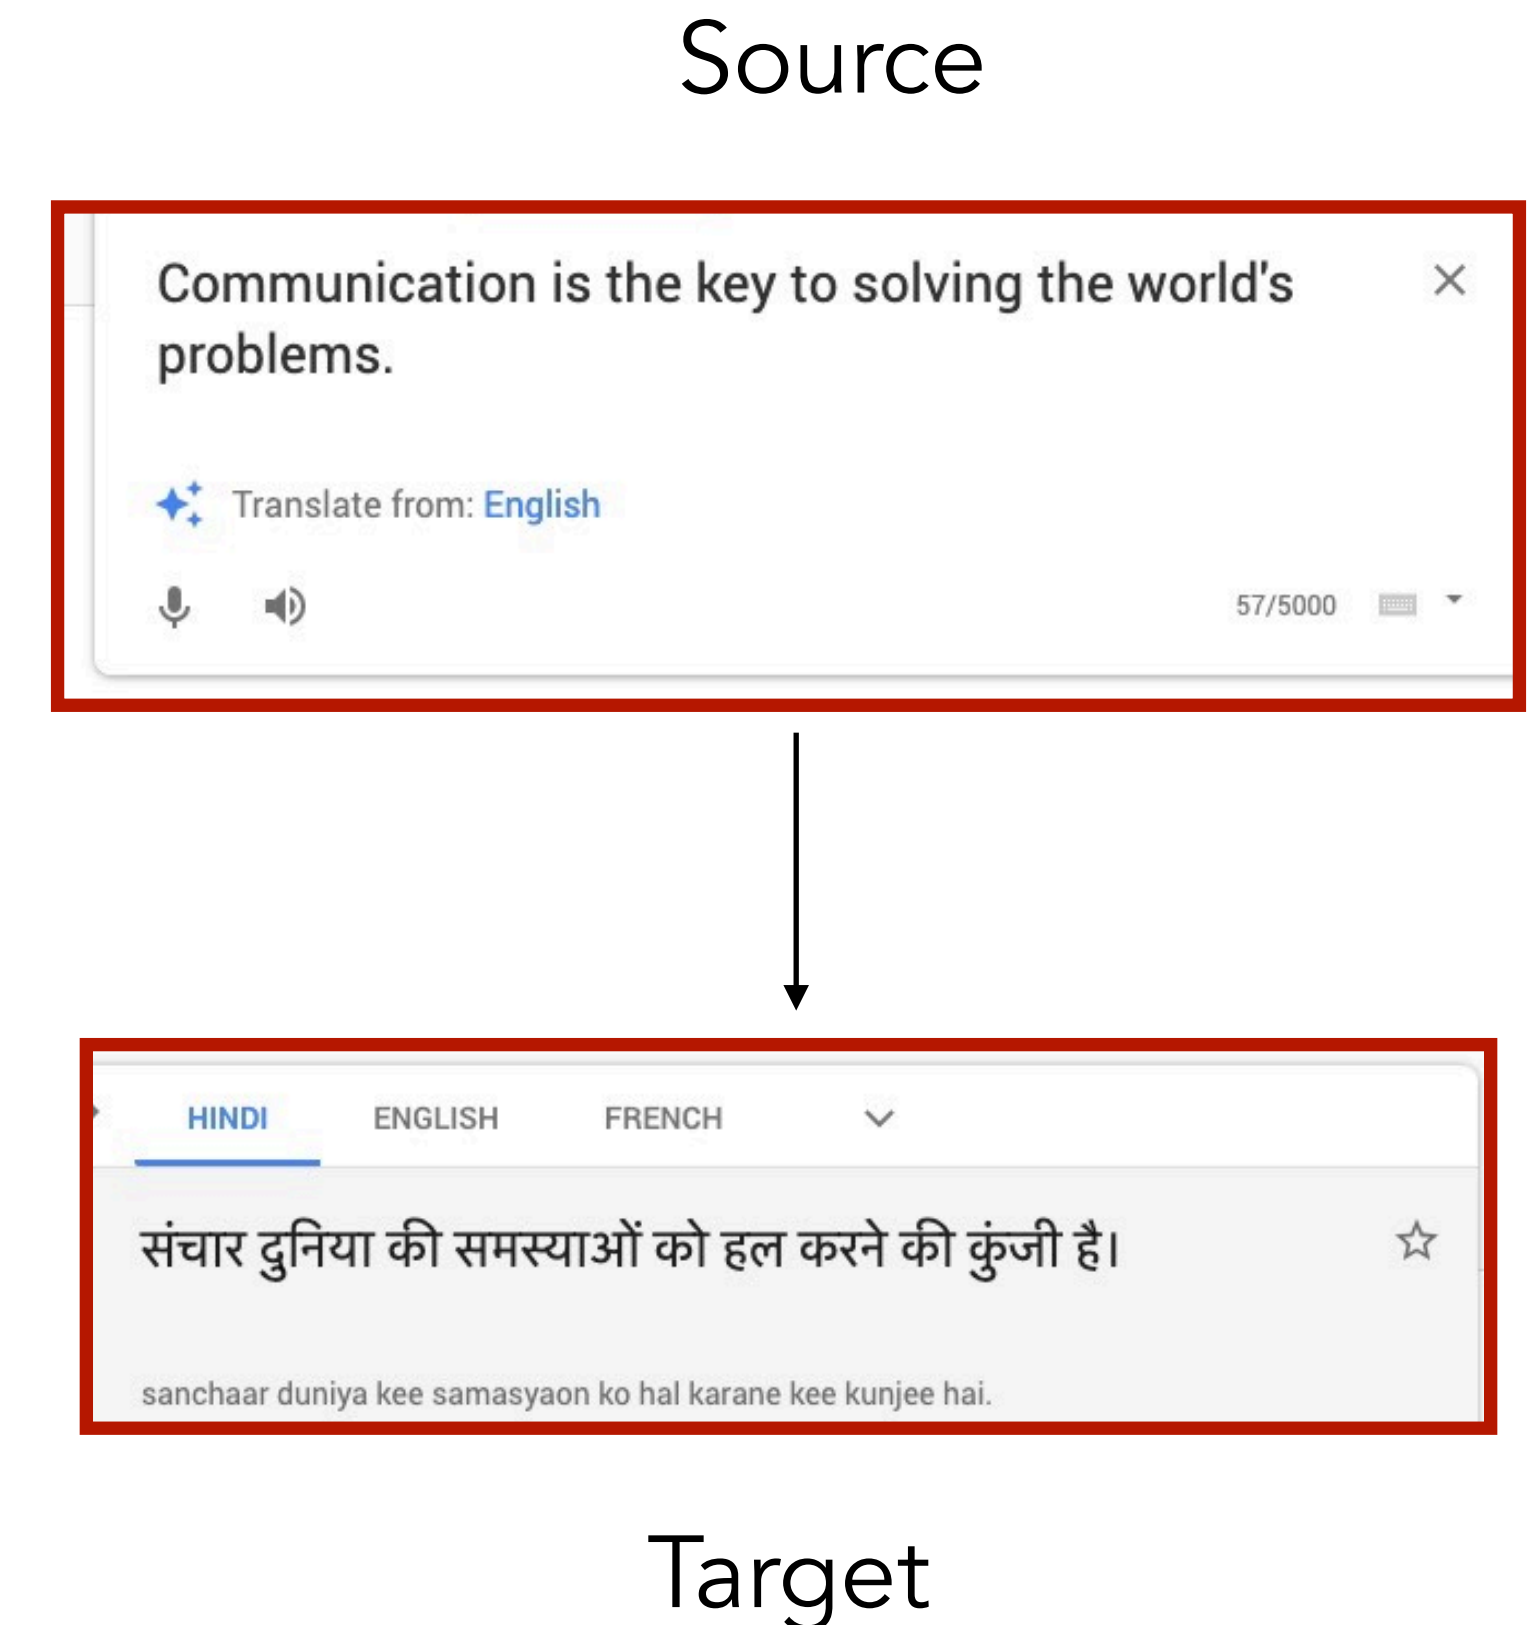 Source
Communication is the key to solving the world's
problems.
Translate from: English
57/5000
HINDI ENGLISH FRENCH
संचार दुनिया की समस्याओं को हल करने की कुंजी है।
sanchaar duniya kee samasyaon ko hal karane kee kunjee hai.
Target